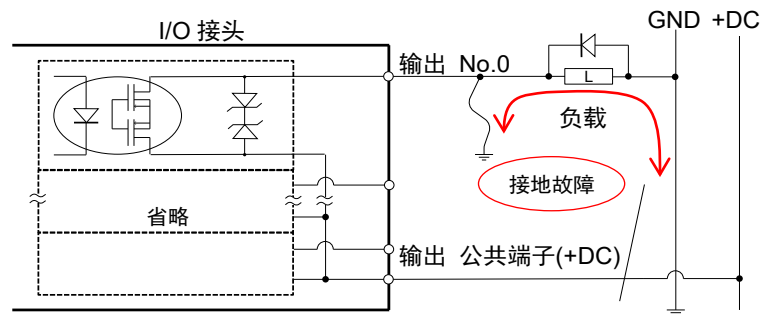 GND +DC
I/O 接头
输出 No.0
L
负载
接地故障
省略
输出 公共端子(+DC)